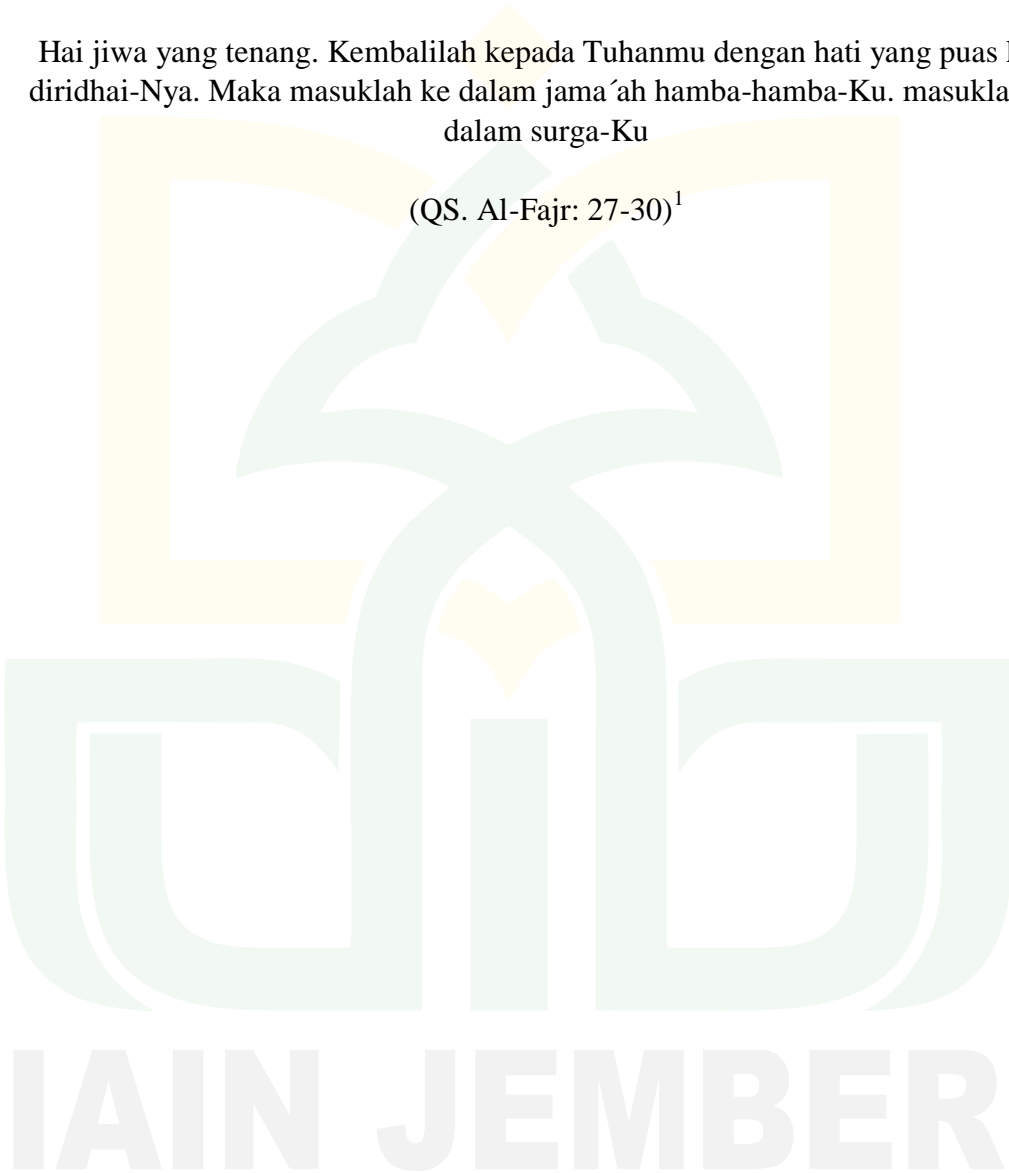 Hai jiwa yang tenang. Kembalilah kepada Tuhanmu dengan hati yang puas
diridhai-Nya. Maka masuklah ke dalam jama´ah hamba-hamba-Ku.
dalam surga-Ku
(QS. Al-Fajr: 27-30)1
IAIN JEMBER